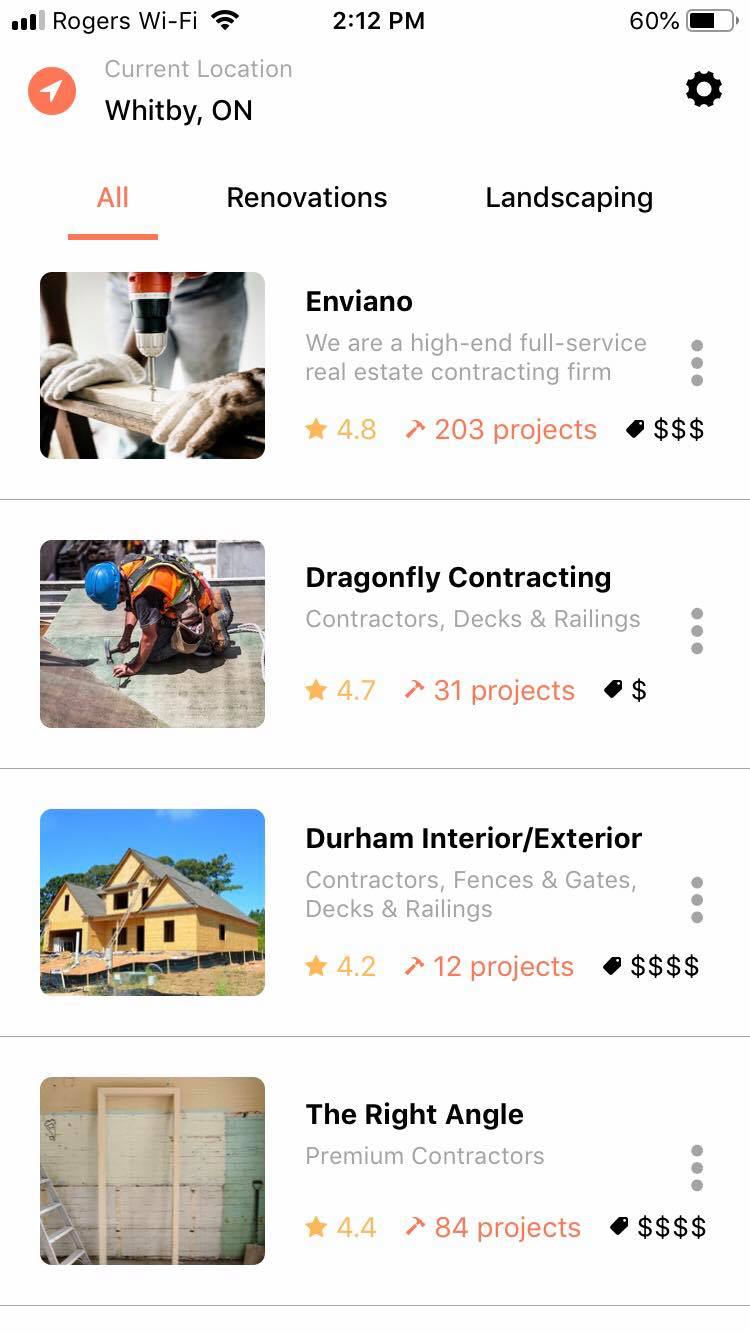 Rogers Wi-Fi 2:12 PM 60%
Current Location
Whitby, ON
All Renovations Landscaping
Enviano
We are a high-end full-service
real estate contracting firm
4.8 203 projects $$$
Dragonfly Contracting
Contractors, Decks & Railings
4.7 31 projects $
Durham Interior/Exterior
Contractors, Fences & Gates,
Decks & Railings
4.2 12 projects $$$$
The Right Angle
Premium Contractors
4.4 84 projects $$$$